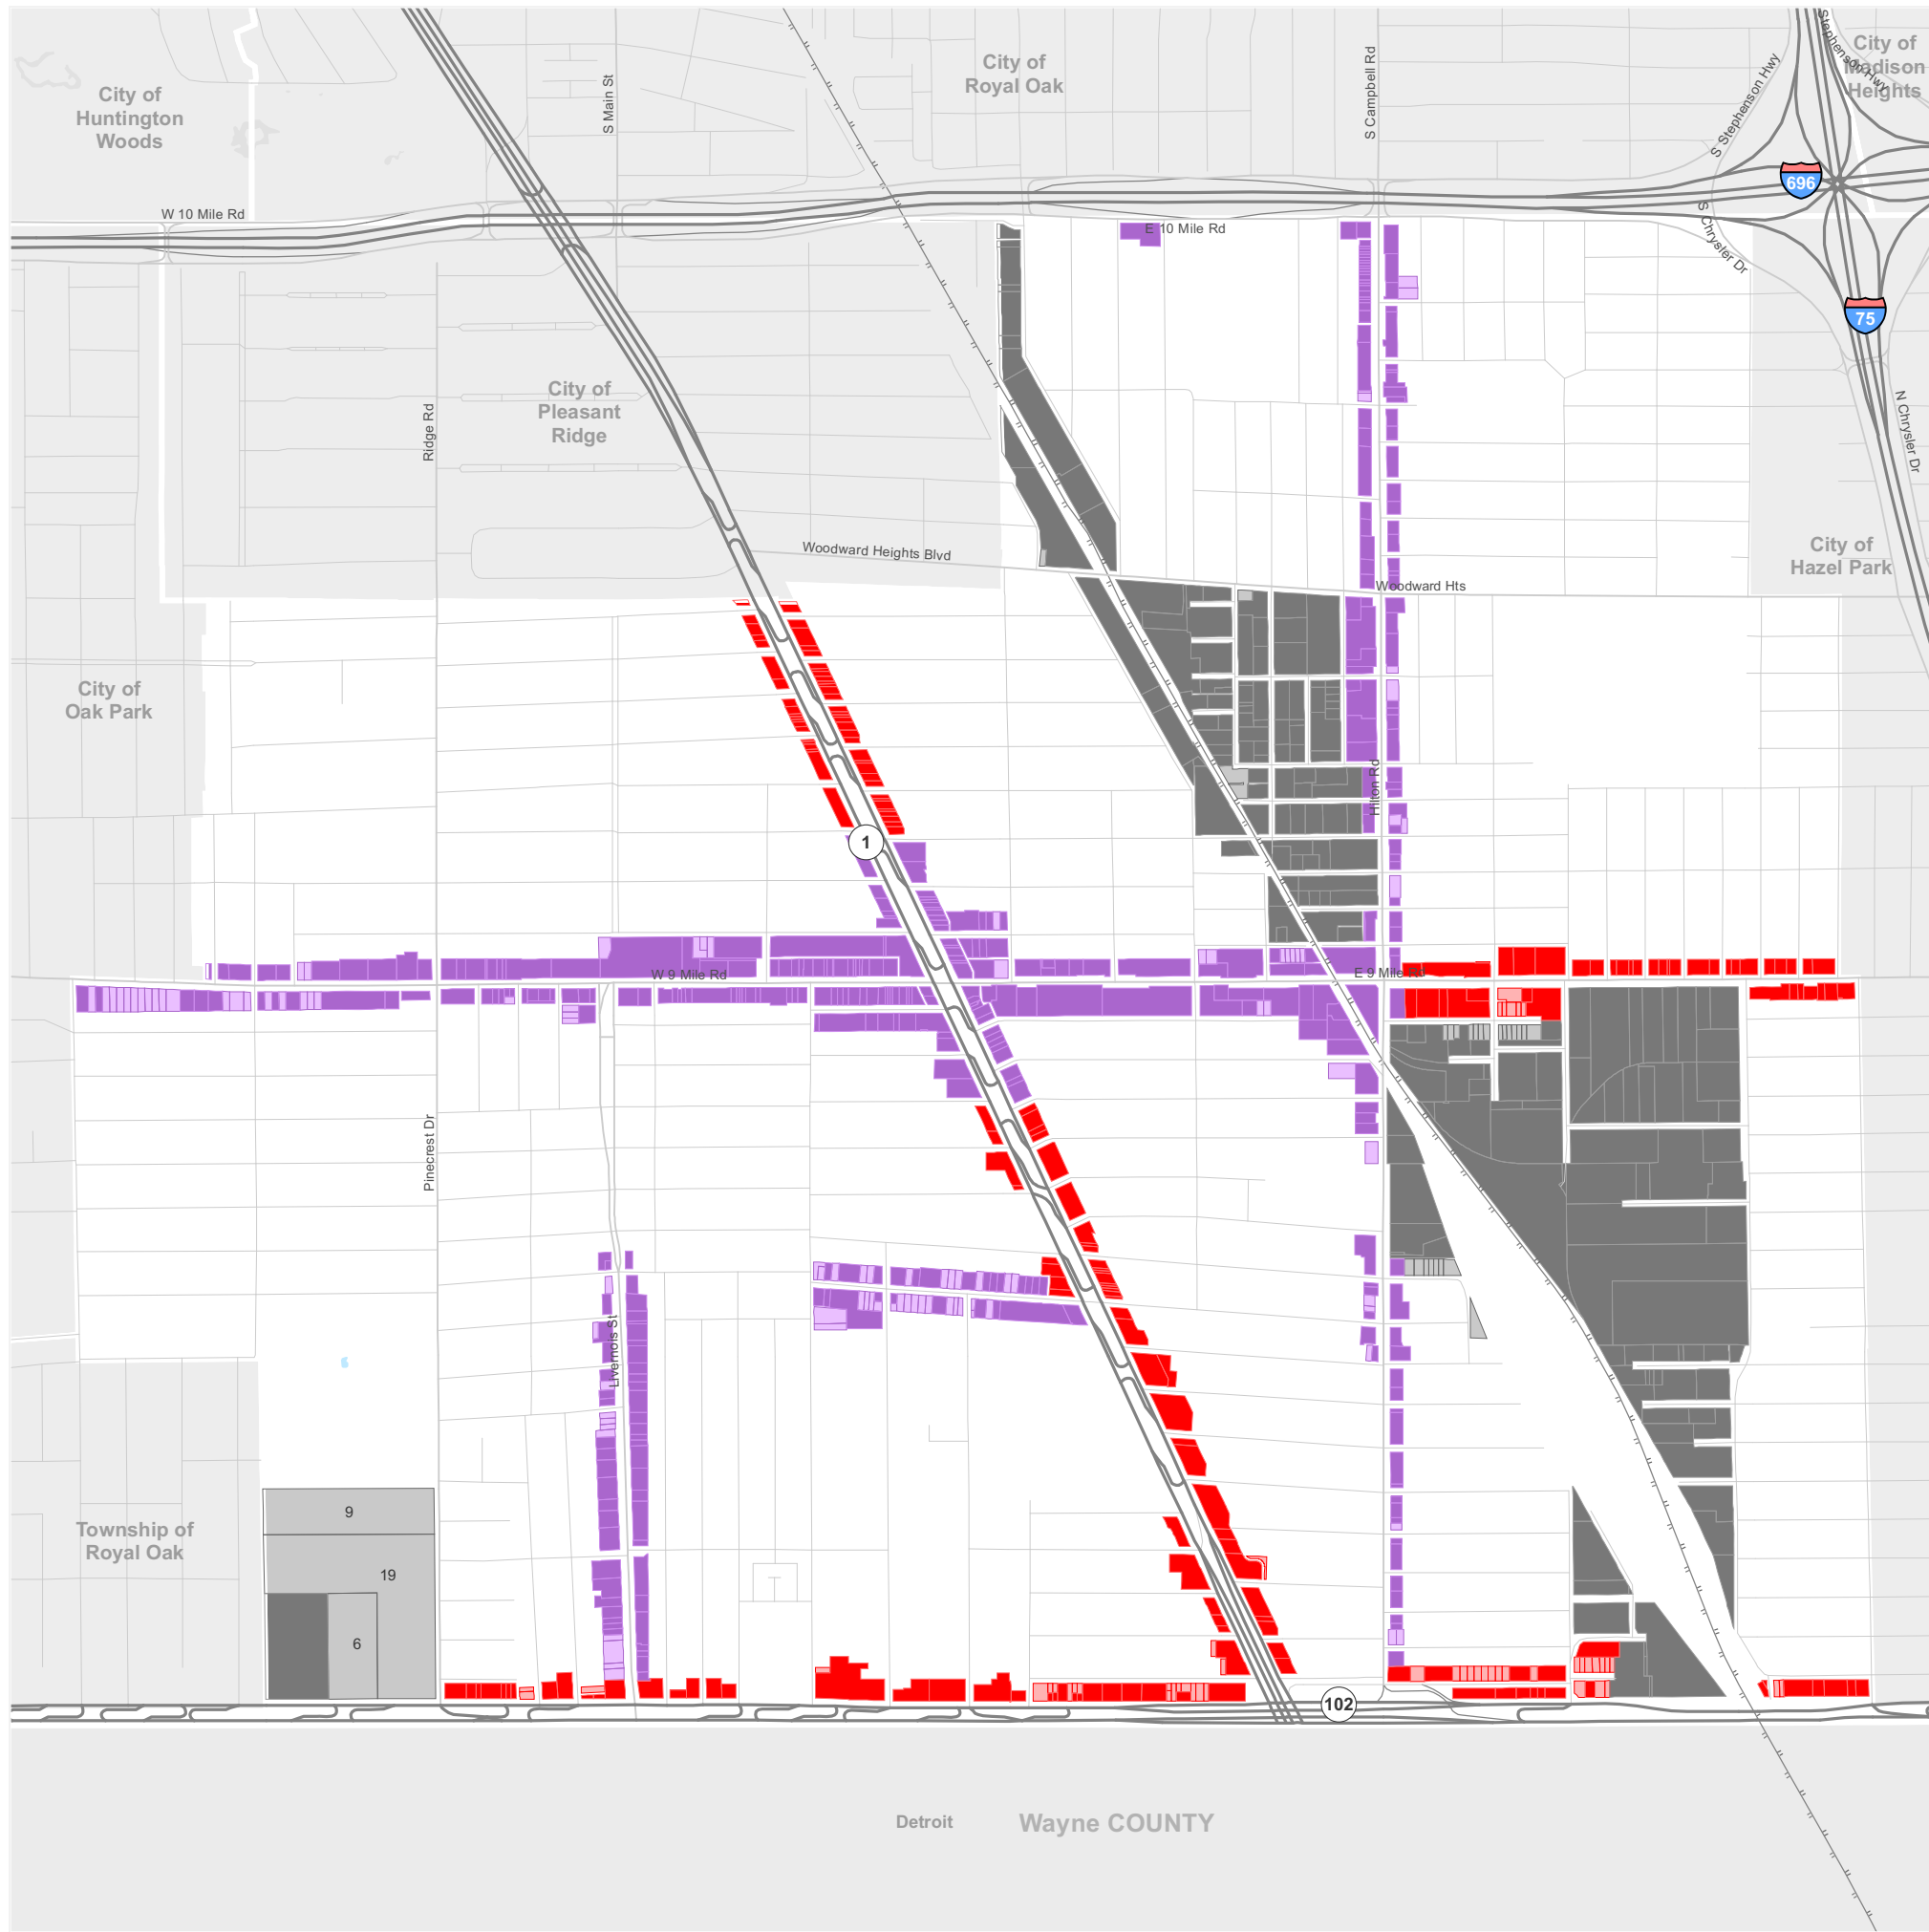 City of
Royal Oak
City of
Madison
Heights
Stephenson Hwy
S Stephenson Hwy
City of
Huntington
Woods
S Main St
S Campbell Rd
696
W 10 Mile Rd
E 10 Mile Rd
S Chrysler Dr
75
City of
Pleasant
Ridge
Ridge Rd
N Chrysler Dr
Woodward Heights Blvd
City of
Hazel Park
Woodward Hts
City of
Oak Park
Hilton Rd
1
W 9 Mile Rd
E 9 Mile Rd
Pinecrest Dr
Livernois St
9
Township of
Royal Oak
19
6
102
Detroit
Wayne COUNTY